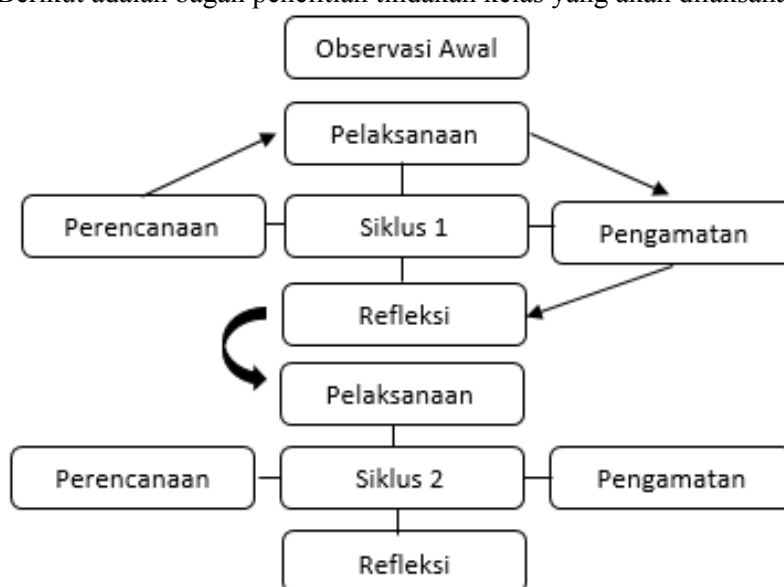 Berikut adalah bagan penelitian tindakan kelas yang akan dilaksana
Observasi Awal
Pelaksanaan
Perencanaan
Siklus 1
Pengamatan
Refleksi
Pelaksanaan
Perencanaan
Siklus 2
Pengamatan
Refleksi